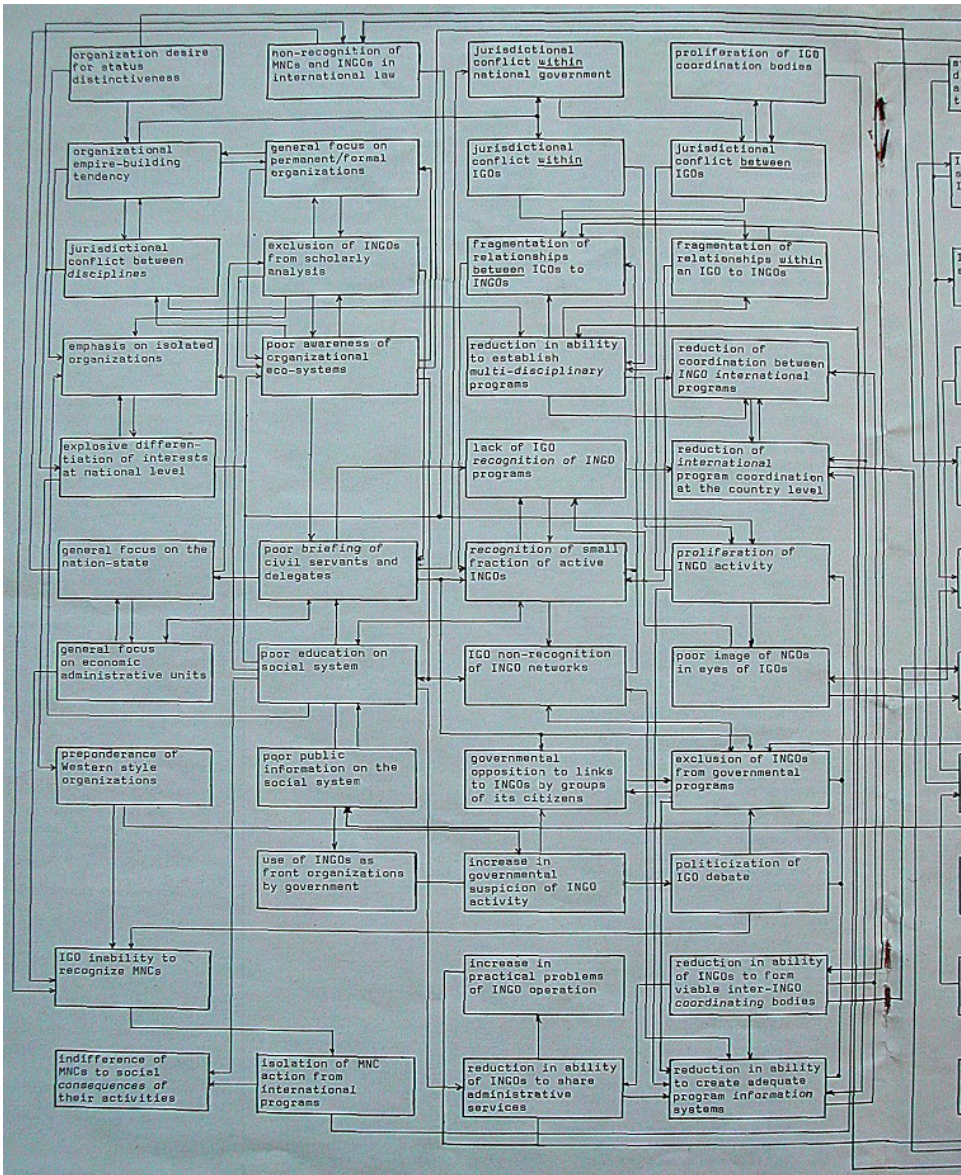 organization desire
for status
distinctiveness
non-recognition of
MNCs and INGOs in
international law
jurisdictional
conflict within
national government
proliferation of IGO
coordination bodies
organizational
empire-building
tendency
general focus on
permanent/formal
organizations
jurisdictional
conflict within
IGOs
jurisdictional
conflict between
IGOs
jurisdictional
conflict between
disciplines
exclusion of INGOs
from scholarly
analysis
fragmentation of
relationships
between IGOs to
INGOs
fragmentation of
relationships within
an IGO to INGOs
emphasis on isolated
organizations
poor awareness of
organizational
eco-systems
reduction in ability
to establish
multi-disciplinary
programs
reduction of
coordination between
INGO international
programs
explosive differen-
tiation of interests
at national level
lack of IGO
recognition of INGO
programs
reduction of
international
program coordination
at the country level
general focus on the
nation-state
poor briefing of
civil servants and
delegates
recognition of small
fraction of active
INGOs
proliferation of
INGO activity
general focus
on economic
administrative units
poor education on
social system
IGO non-recognition
of INGO networks
poor image of NGOs
in eyes of IGOs
preponderance of
Western style
organizations
poor public
information on the
social system
governmental
opposition to links
to INGOs by groups
of its citizens
exclusion of INGOs
from governmental
programs
use of INGOs as
front organizations
by government
increase in
governmental
suspicion of INGO
activity
politicization of
IGO debate
IGO inability to
recognize MNCs
increase in
practical problems
of INGO operation
reduction in ability
of INGOs to form
viable inter-INGO
coordinating bodies
indifference of
MNCs to social
consequences of
their activities
isolation of MNC
action from
international
programs
reduction in ability
of INGOs to share
administrative
services
reduction in ability
to create adequate
program information
systems